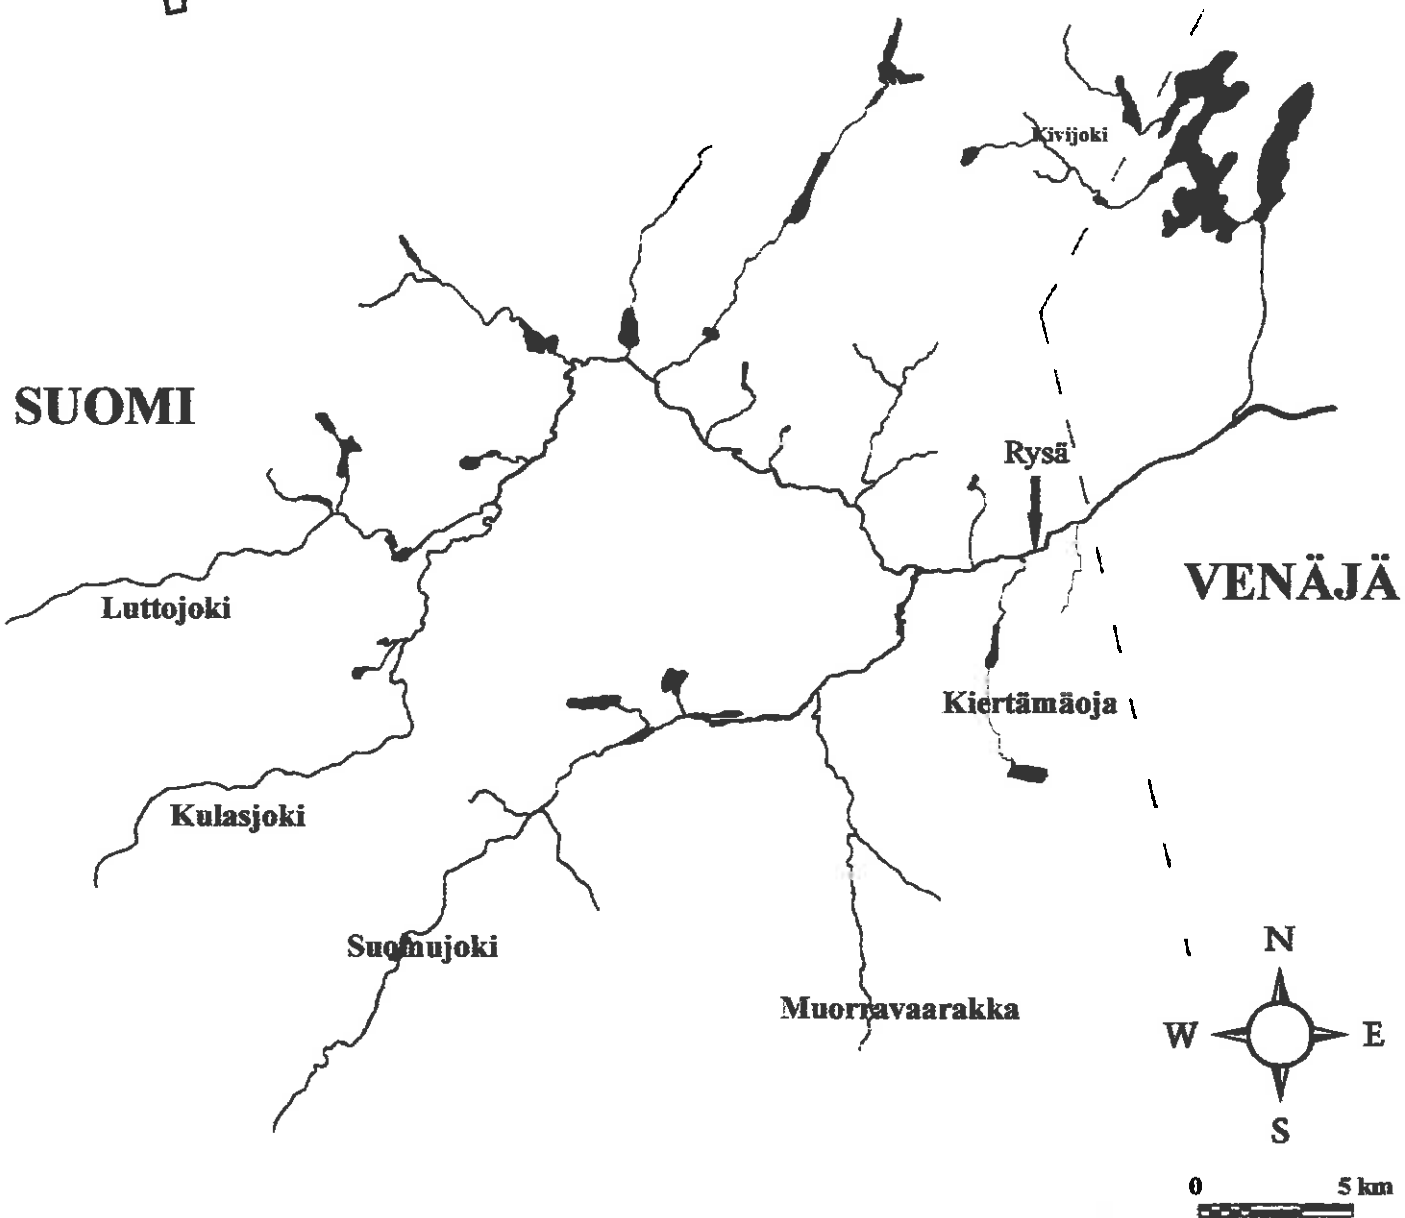 Kivijoki
SUOMI
Rysä
VENÄJÄ
Luttojoki
Kiertämäoja
Kulasjoki
Suomujoki
N
Muorravaarakka
W E
S
0 5 km